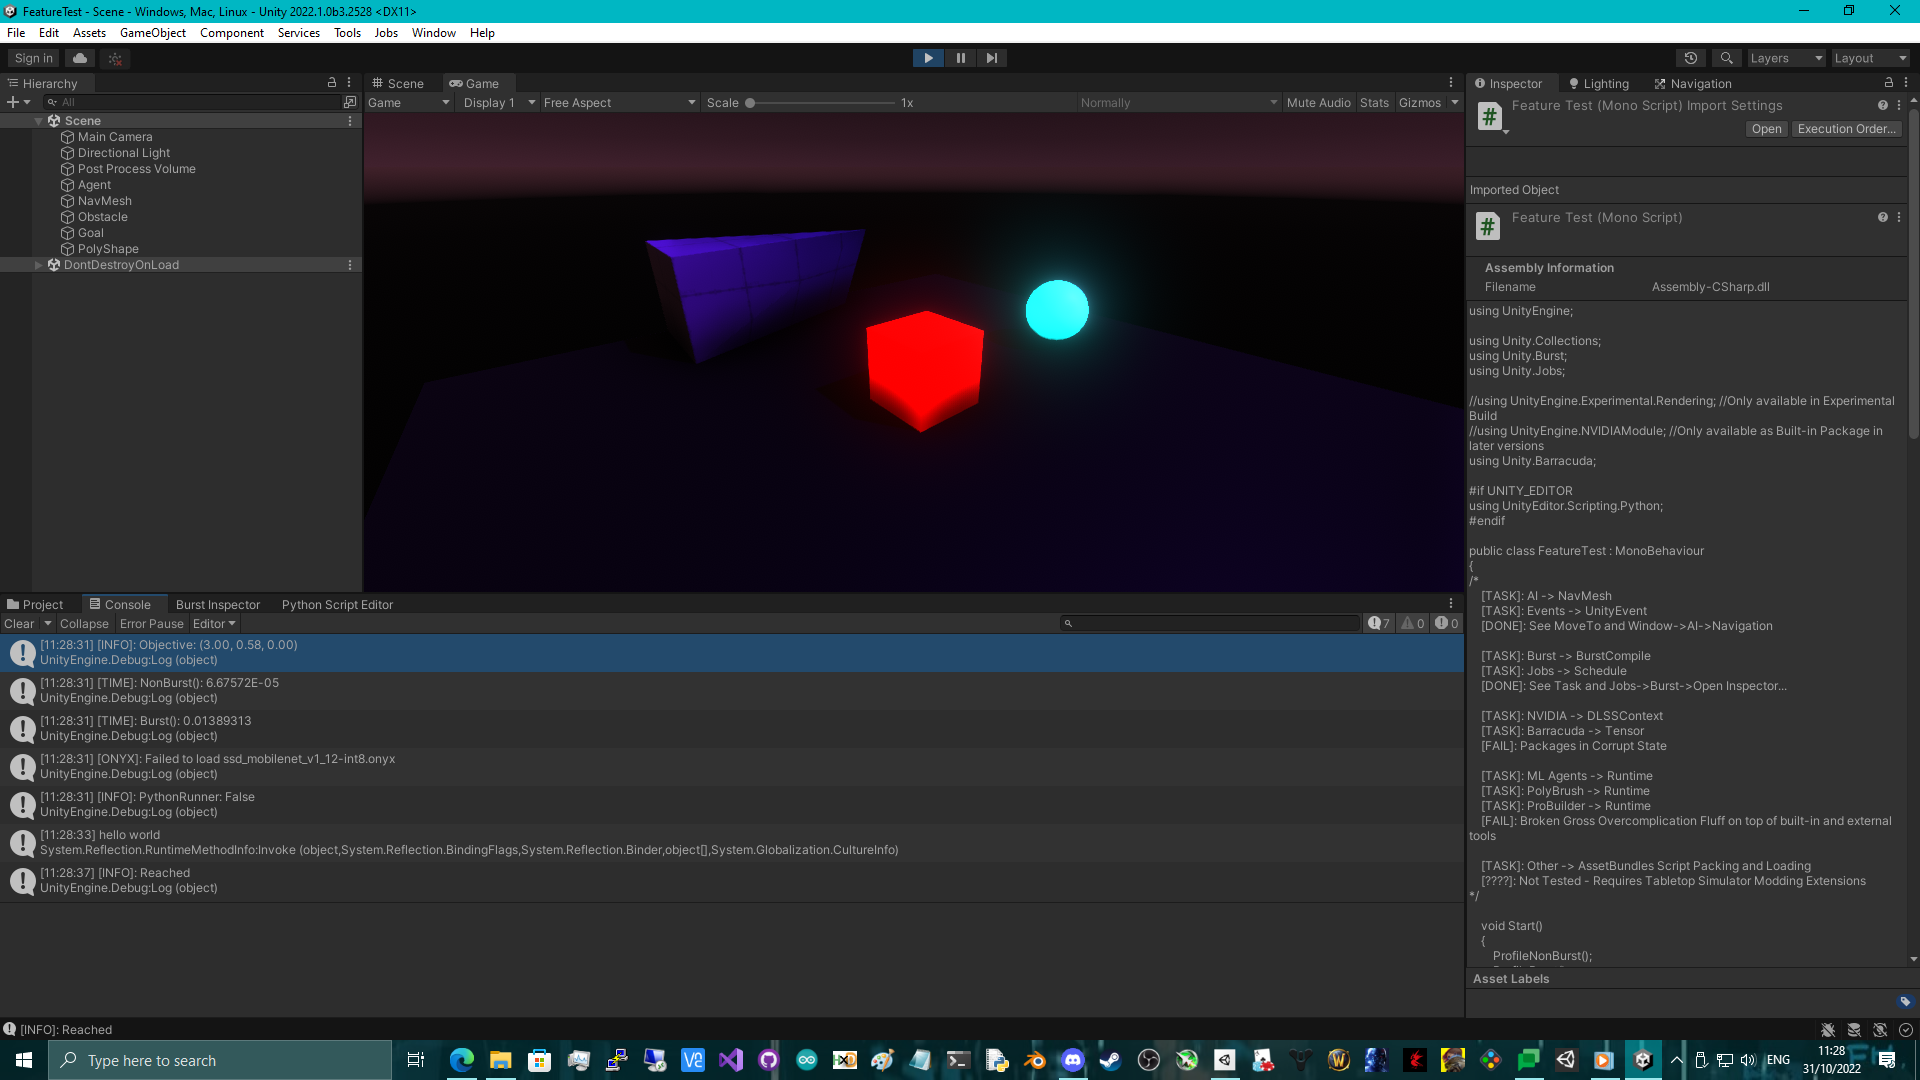 FeatureTest - Scene - Windows, Mac, Linux - Unity 2022.1.0b3.2528 <DX11>
File Edit Assets GameObject Component Services Tools Jobs Window Help
Sign in
Layers Layout
Hierarchy
All
Scene
Main Camera
Directional Light
Post Process Volume
Agent
NavMesh
Obstacle
Goal
PolyShape
DontDestroyOnLoad
Scene Game
Game Display 1 Free Aspect Scale 1x Normally Mute Audio Stats Gizmos
Inspector Lighting Navigation
Feature Test (Mono Script) Import Settings
Open Execution Order...
Imported Object
Feature Test (Mono Script)
Assembly Information
Filename Assembly-CSharp.dll
using UnityEngine;
using Unity.Collections;
using Unity.Burst;
using Unity.Jobs;
//using UnityEngine.Experimental.Rendering; //Only available in Experimental
Build
//using UnityEngine.NVIDIAModule; //Only available as Built-in Package in
later versions
using Unity.Barracuda;
#if UNITY_EDITOR
using UnityEditor.Scripting.Python;
#endif
public class FeatureTest : MonoBehaviour
{
/*
[TASK]: AI -> NavMesh
[TASK]: Events -> UnityEvent
[DONE]: See MoveTo and Window->AI->Navigation
[TASK]: Burst -> BurstCompile
[TASK]: Jobs -> Schedule
[DONE]: See Task and Jobs->Burst->Open Inspector...
[TASK]: NVIDIA -> DLSSContext
[TASK]: Barracuda -> Tensor
[FAIL]: Packages in Corrupt State
[TASK]: ML Agents -> Runtime
[TASK]: PolyBrush -> Runtime
[TASK]: ProBuilder -> Runtime
[FAIL]: Broken Gross Overcomplication Fluff on top of built-in and external
tools
[TASK]: Other -> AssetBundles Script Packing and Loading
[????]: Not Tested - Requires Tabletop Simulator Modding Extensions
*/
void Start()
{
ProfileNonBurst();
Asset Labels
Project Console Burst Inspector Python Script Editor
Clear Collapse Error Pause Editor 7 0 0
[11:28:31] [INFO]: Objective: (3.00, 0.58, 0.00)
UnityEngine.Debug:Log (object)
[11:28:31] [TIME]: NonBurst(): 6.67572E-05
UnityEngine.Debug:Log (object)
[11:28:31] [TIME]: Burst(): 0.01389313
UnityEngine.Debug:Log (object)
[11:28:31] [ONYX]: Failed to load ssd_mobilenet_v1_12-int8.onyx
UnityEngine.Debug:Log (object)
[11:28:31] [INFO]: PythonRunner: False
UnityEngine.Debug:Log (object)
[11:28:33] hello world
System.Reflection.RuntimeMethodInfo:Invoke (object,System.Reflection.BindingFlags,System.Reflection.Binder,object[],System.Globalization.CultureInfo)
[11:28:37] [INFO]: Reached
UnityEngine.Debug:Log (object)
[INFO]: Reached
Type here to search
ENG
11:28
31/10/2022